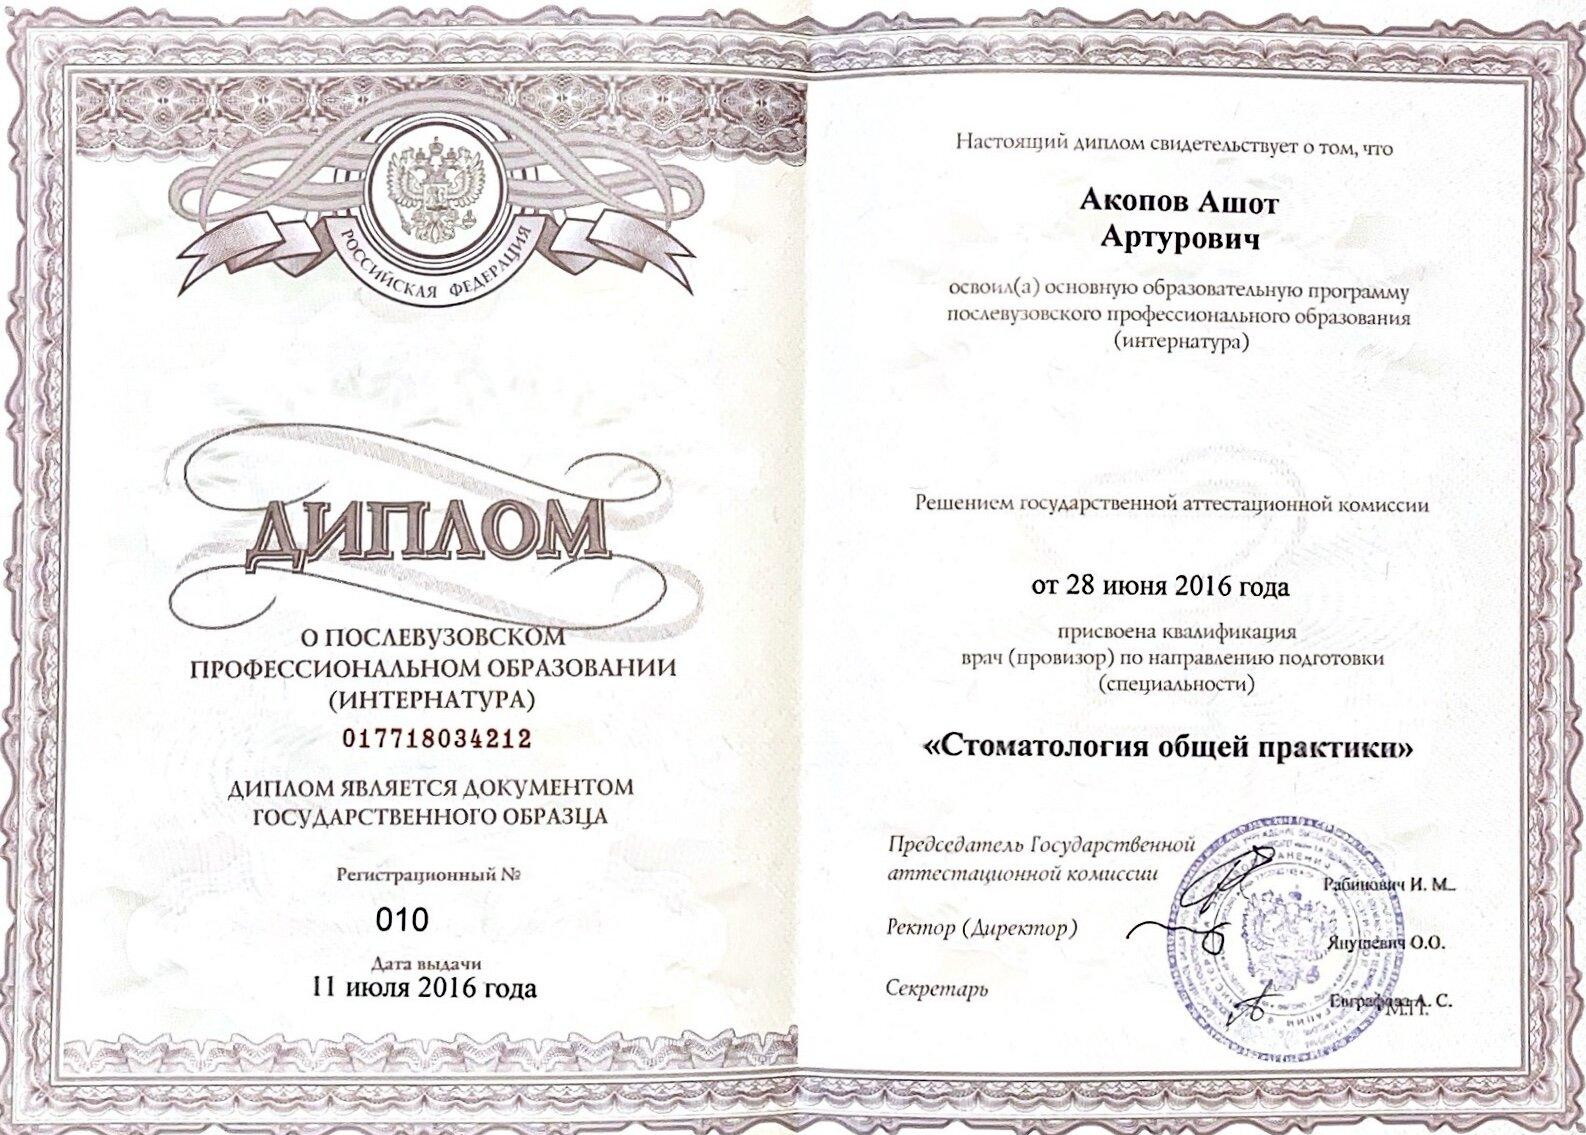 РОССИЙСКАЯ ФЕДЕРАЦИЯ
ДИПЛОМ
О ПОСЛЕВУЗОВСКОМ
ПРОФЕССИОНАЛЬНОМ ОБРАЗОВАНИИ
(ИНТЕРНАТУРА)
017718034212
ДИПЛОМ ЯВЛЯЕТСЯ ДОКУМЕНТОМ
ГОСУДАРСТВЕННОГО ОБРАЗЦА
Регистрационный №
010
Дата выдачи
11 июля 2016 года
Настоящий диплом свидетельствует о том, что
Акопов Ашот
Артурович
освоил(а) основную образовательную программу
послевузовского профессионального образования
(интернатура)
Решением государственной аттестационной комиссии
от 28 июня 2016 года
присвоена квалификация
врач (провизор) по направлению подготовки
(специальности)
«Стоматология общей практики»
Председатель Государственной
аттестационной комиссии
Рабинович И. М.
Ректор (Директор)
Янушевич О.О.
Секретарь
А. С.
М.П.